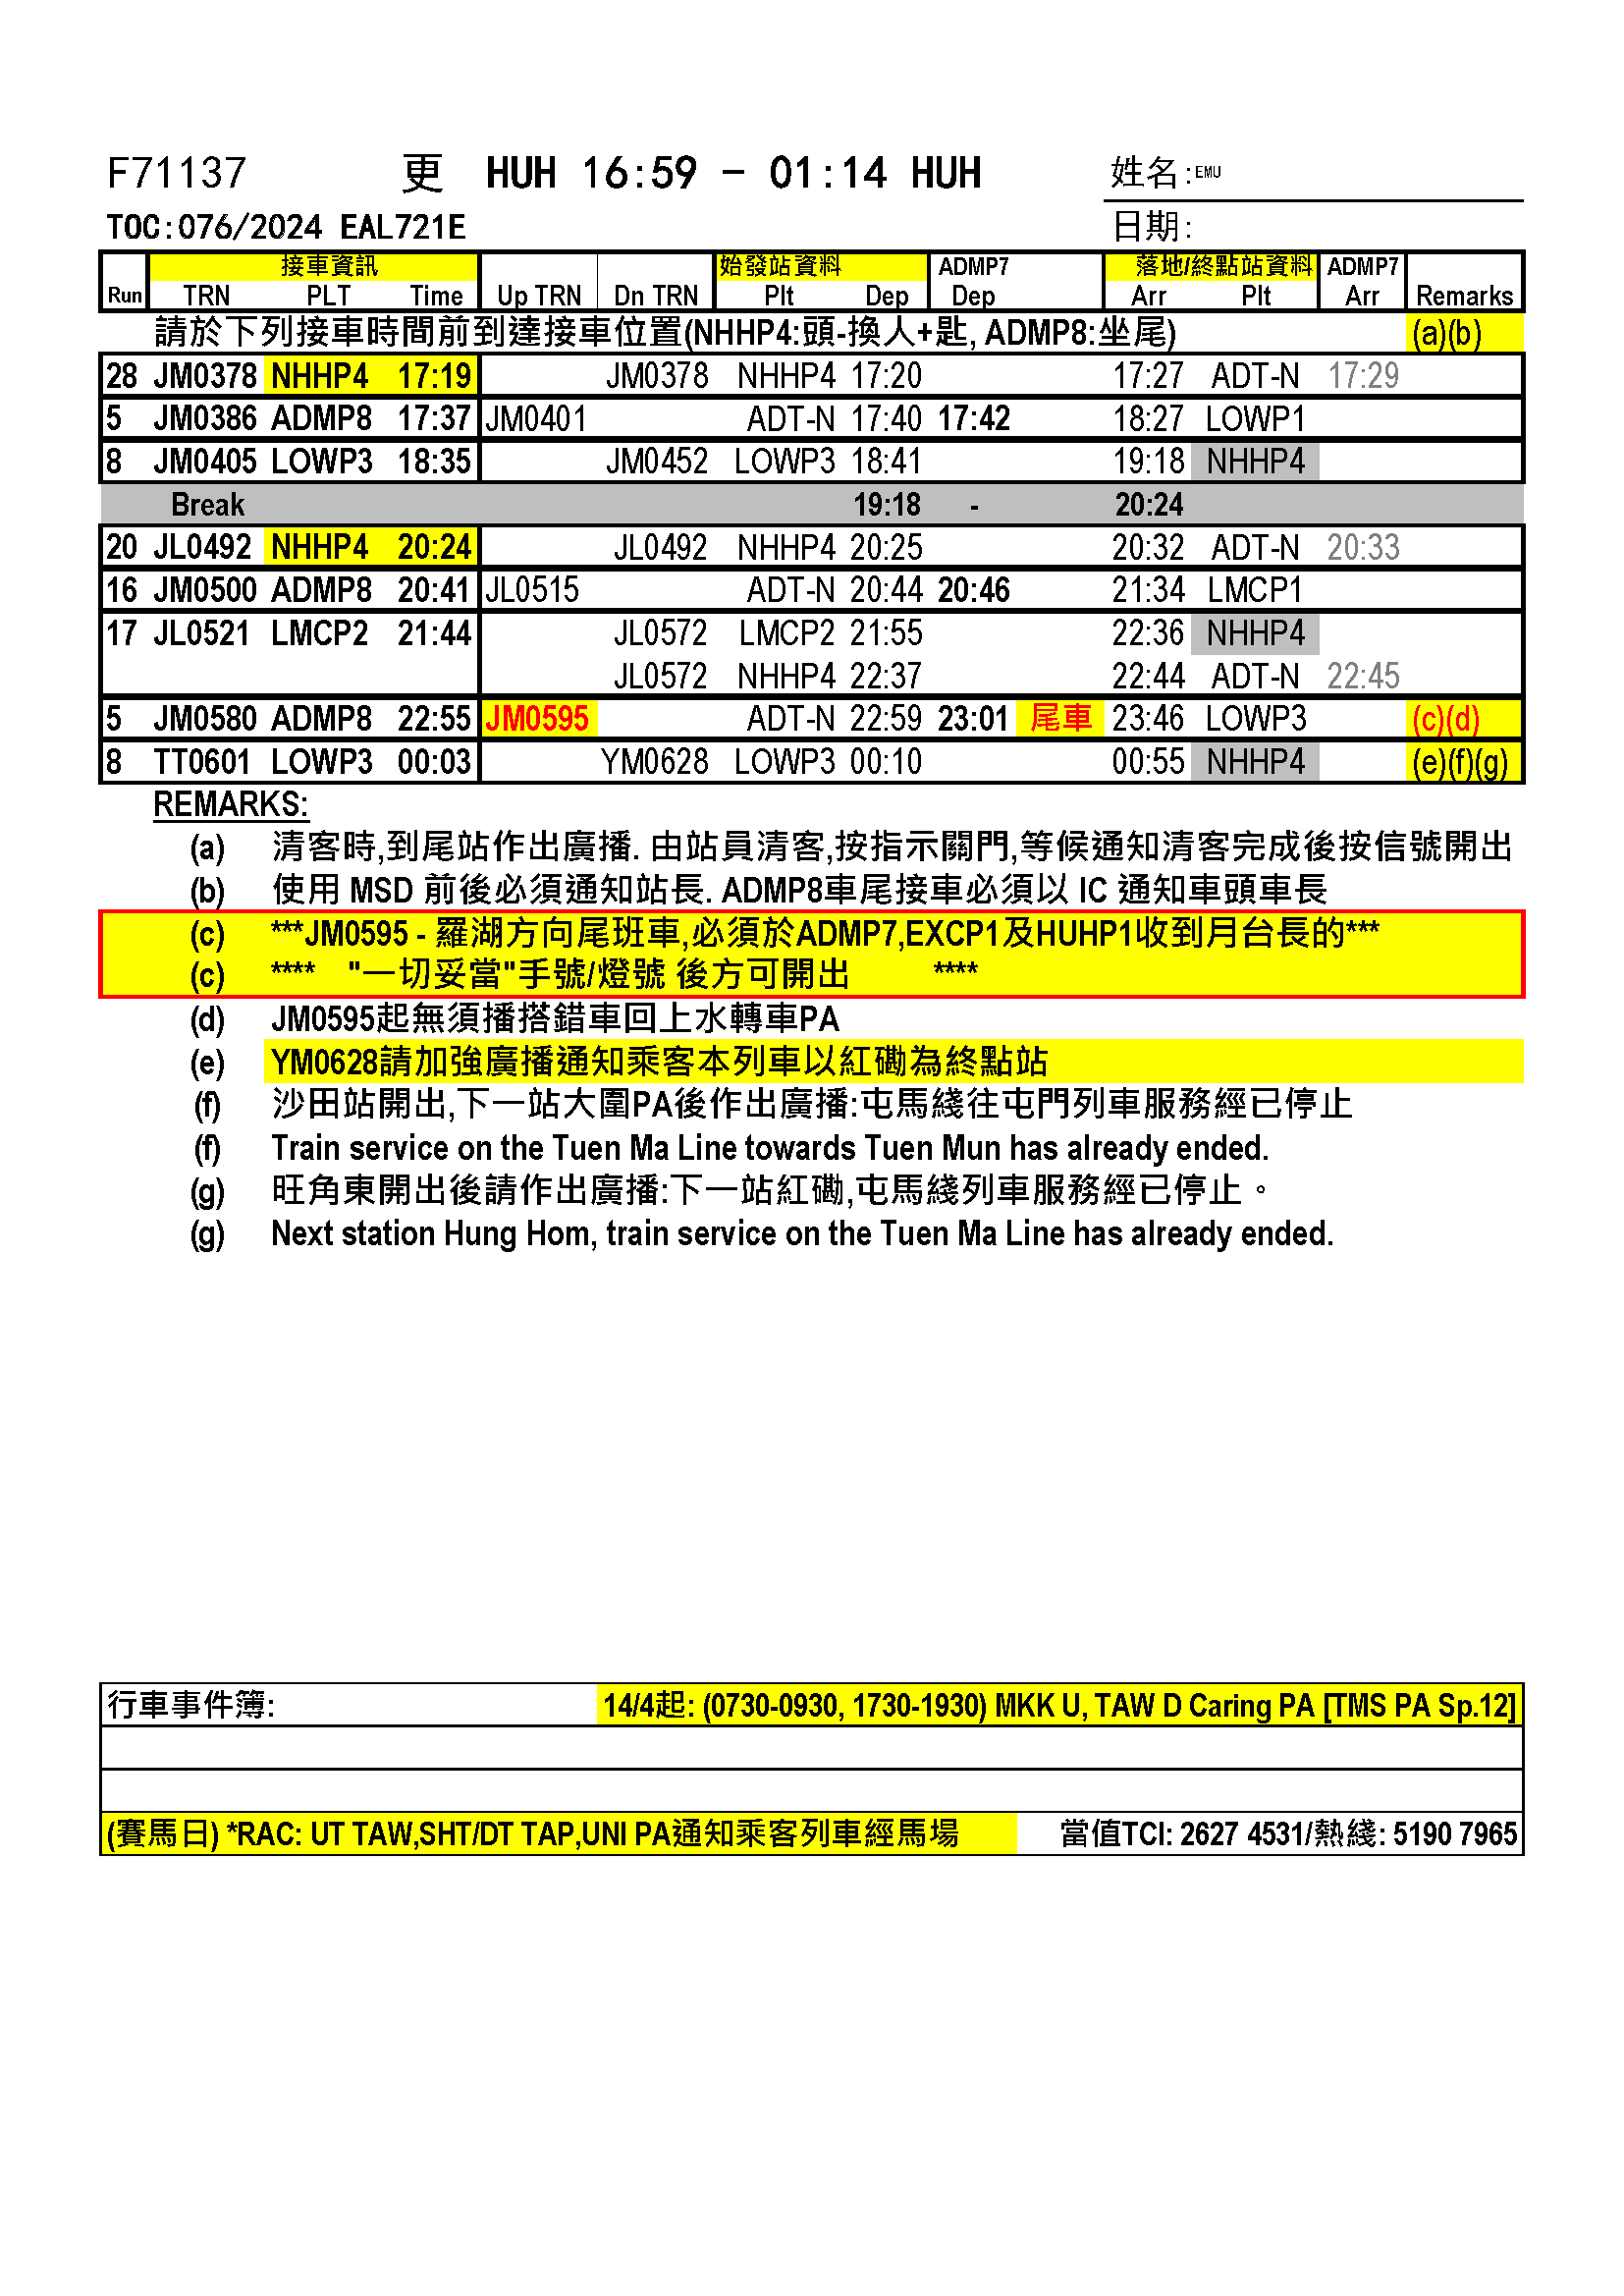 F71137 更 HUH 16:59 - 01:14 HUH 姓名:EMU
TOC:076/2024 EAL721E 日期:
接車資訊 始發站資料 ADMP7 落地/終點站資料 ADMP7
Run TRN PLT Time Up TRN Dn TRN Plt Dep Dep Arr Plt Arr Remarks
請於下列接車時間前到達接車位置(NHHP4:頭-換人+匙, ADMP8:坐尾) (a)(b)
28 JM0378 NHHP4 17:19 JM0378 NHHP4 17:20 17:27 ADT-N 17:29
5 JM0386 ADMP8 17:37 JM0401 ADT-N 17:40 17:42 18:27 LOWP1
8 JM0405 LOWP3 18:35 JM0452 LOWP3 18:41 19:18 NHHP4
Break 19:18 - 20:24
20 JL0492 NHHP4 20:24 JL0492 NHHP4 20:25 20:32 ADT-N 20:33
16 JM0500 ADMP8 20:41 JL0515 ADT-N 20:44 20:46 21:34 LMCP1
17 JL0521 LMCP2 21:44 JL0572 LMCP2 21:55 22:36 NHHP4
JL0572 NHHP4 22:37 22:44 ADT-N 22:45
5 JM0580 ADMP8 22:55 JM0595 ADT-N 22:59 23:01 尾車 23:46 LOWP3 (c)(d)
8 TT0601 LOWP3 00:03 YM0628 LOWP3 00:10 00:55 NHHP4 (e)(f)(g)
REMARKS:
(a) 清客時,到尾站作出廣播. 由站員清客,按指示關門,等候通知清客完成後按信號開出
(b) 使用 MSD 前後必須通知站長. ADMP8車尾接車必須以 IC 通知車頭車長
(c) ***JM0595 - 羅湖方向尾班車,必須於ADMP7,EXCP1及HUHP1收到月台長的***
(c) **** "一切妥當"手號/燈號 後方可開出 ****
(d) JM0595起無須播搭錯車回上水轉車PA
(e) YM0628請加強廣播通知乘客本列車以紅磡為終點站
(f) 沙田站開出,下一站大圍PA後作出廣播:屯馬綫往屯門列車服務經已停止
(f) Train service on the Tuen Ma Line towards Tuen Mun has already ended.
(g) 旺角東開出後請作出廣播:下一站紅磡,屯馬綫列車服務經已停止。
(g) Next station Hung Hom, train service on the Tuen Ma Line has already ended.
行車事件簿: 14/4起: (0730-0930, 1730-1930) MKK U, TAW D Caring PA [TMS PA Sp.12]
(賽馬日) *RAC: UT TAW,SHT/DT TAP,UNI PA通知乘客列車經馬場 當值TCI: 2627 4531/熱綫: 5190 7965